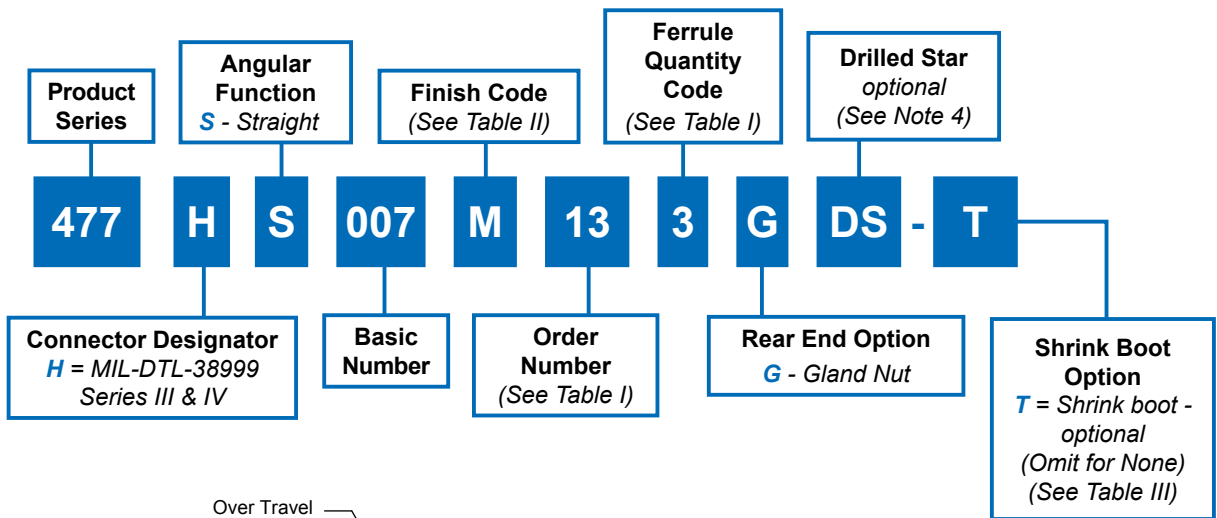 Product
Series
Angular
Function
S - Straight
Finish Code
(See Table II)
Ferrule
Quantity
Code
(See Table I)
Drilled Star
optional
(See Note 4)
477 H S 007 M 13 3 G DS - T
Connector Designator
H = MIL-DTL-38999
Series III & IV
Basic
Number
Order
Number
(See Table I)
Rear End Option
G - Gland Nut
Shrink Boot
Option
T = Shrink boot -
optional
(Omit for None)
(See Table III)
Over Travel